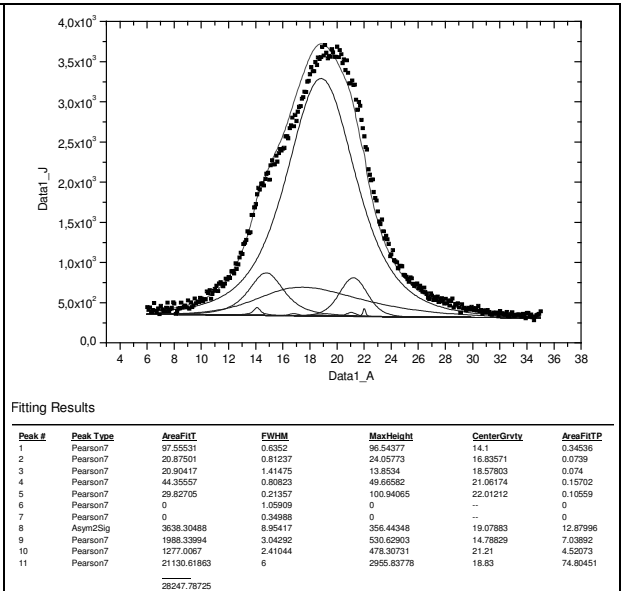 4,0x10³
3,5x10³
3,0x10³
2,5x10³
2,0x10³
1,5x10³
1,0x10³
5,0x10²
0,0
Data1_J
4 6 8 10 12 14 16 18 20 22 24 26 28 30 32 34 36 38
Data1_A
Fitting Results
Peak # Peak Type AreaFitT FWHM MaxHeight CenterGrvty AreaFitTP
1 Pearson7 97.55531 0.6352 96.54377 14.1 0.34536
2 Pearson7 20.87501 0.81237 24.05773 16.83571 0.0739
3 Pearson7 20.90417 1.41475 13.8534 18.57803 0.074
4 Pearson7 44.35557 0.80823 49.66582 21.06174 0.15702
5 Pearson7 29.82705 0.21357 100.94065 22.01212 0.10559
6 Pearson7 0 1.05909 0 -- 0
7 Pearson7 0 0.34988 0 -- 0
8 Asym2Sig 3638.30488 8.95417 356.44348 19.07883 12.87996
9 Pearson7 1988.33994 3.04292 530.62903 14.78829 7.03892
10 Pearson7 1277.0067 2.41044 478.30731 21.21 4.52073
11 Pearson7 21130.61863 6 2955.83778 18.83 74.80451
28247.78725